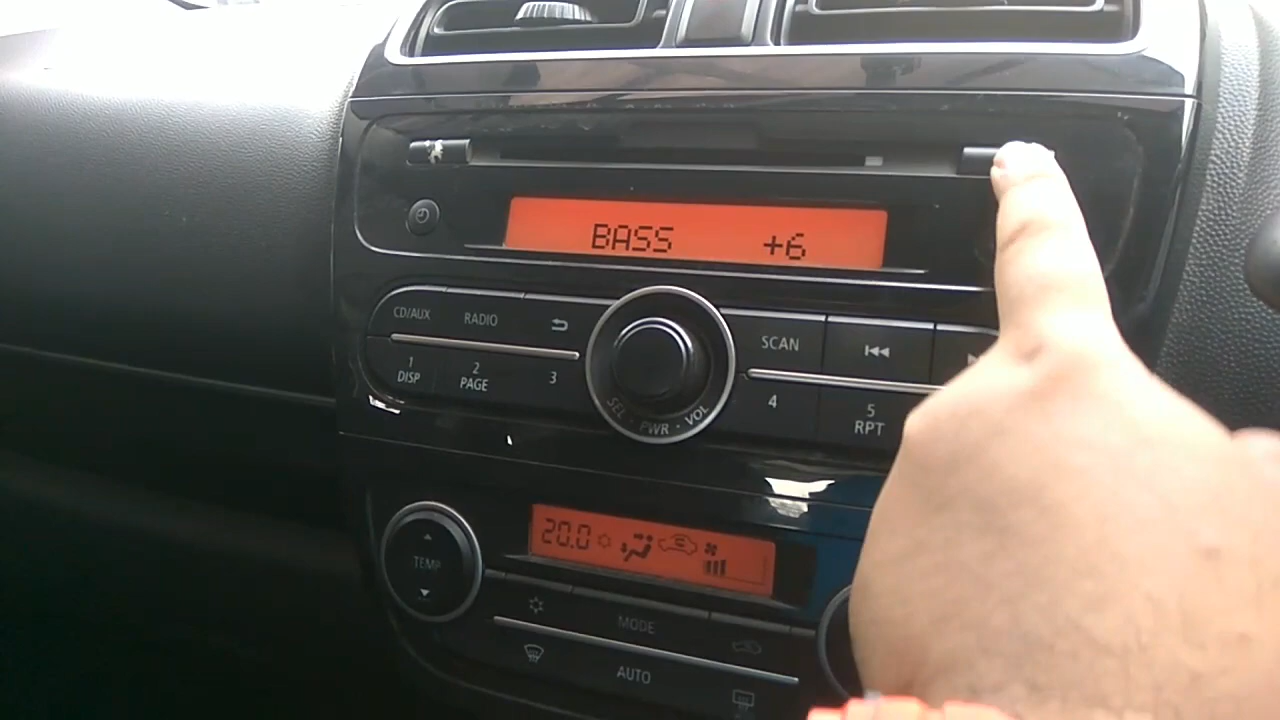 BASS +6
CD/AUX RADIO SCAN
1 2 3 4 5
DISP PAGE RPT
SEL · PWR · VOL
20.0
TEMP
MODE
AUTO